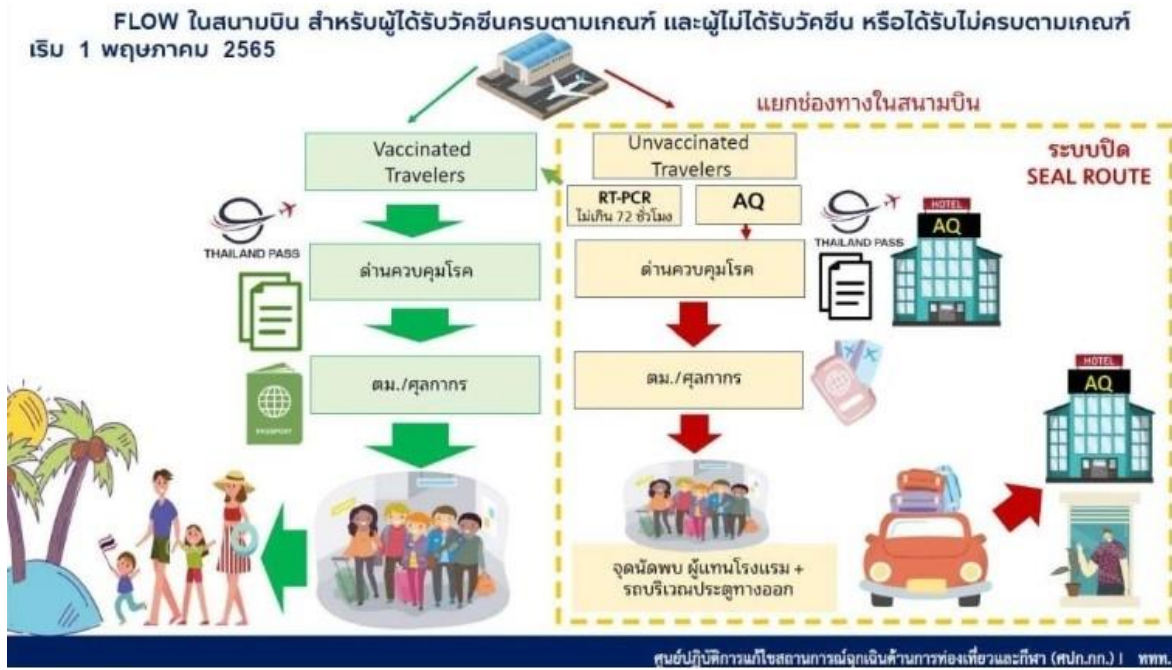 FLOW ในสนามบิน สำหรับผู้ได้รับวัคซีนครบตามเกณฑ์ และผู้ไม่ได้รับวัคซีน หรือได้รับไม่ครบตามเกณฑ์
เริ่ม 1 พฤษภาคม 2565
แยกช่องทางในสนามบิน
Vaccinated
Travelers
Unvaccinated
Travelers
ระบบปิด
SEAL ROUTE
RT-PCR
ไม่เกิน 72 ชั่วโมง
AQ
THAILAND PASS
THAILAND PASS
HOTEL
AQ
ด่านควบคุมโรค
ด่านควบคุมโรค
ตม./ศุลกากร
ตม./ศุลกากร
PASSPORT
HOTEL
AQ
จุดนัดพบ ผู้แทนโรงแรม +
รถบริเวณประตูทางออก
ศูนย์ปฏิบัติการแก้ไขสถานการณ์ฉุกเฉินด้านการท่องเที่ยวและกีฬา (ศปก.กก.) | ททท.